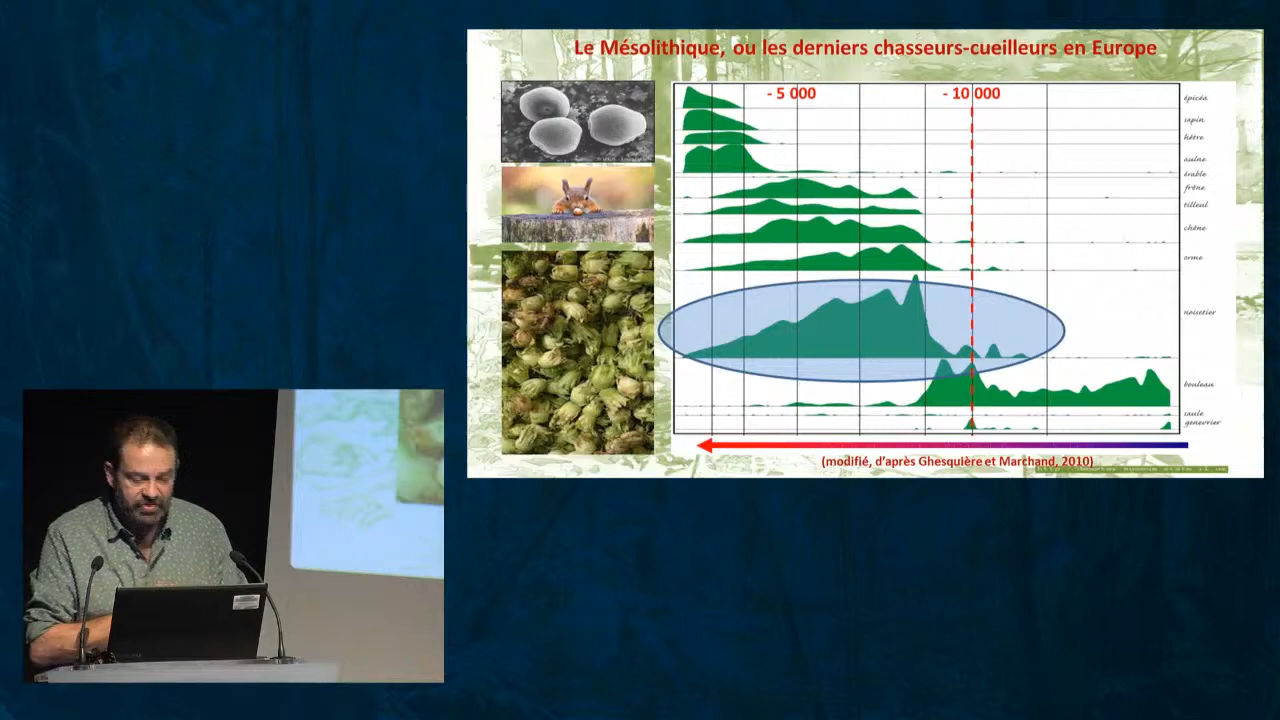 Le Mésolithique, ou les derniers chasseurs-cueilleurs en Europe
- 5 000
- 10 000
épicéa
sapin
hêtre
aulne
érable
frêne
tilleul
chêne
orme
noisetier
bouleau
saule
genévrier
(modifié, d'après Ghesquière et Marchand, 2010)